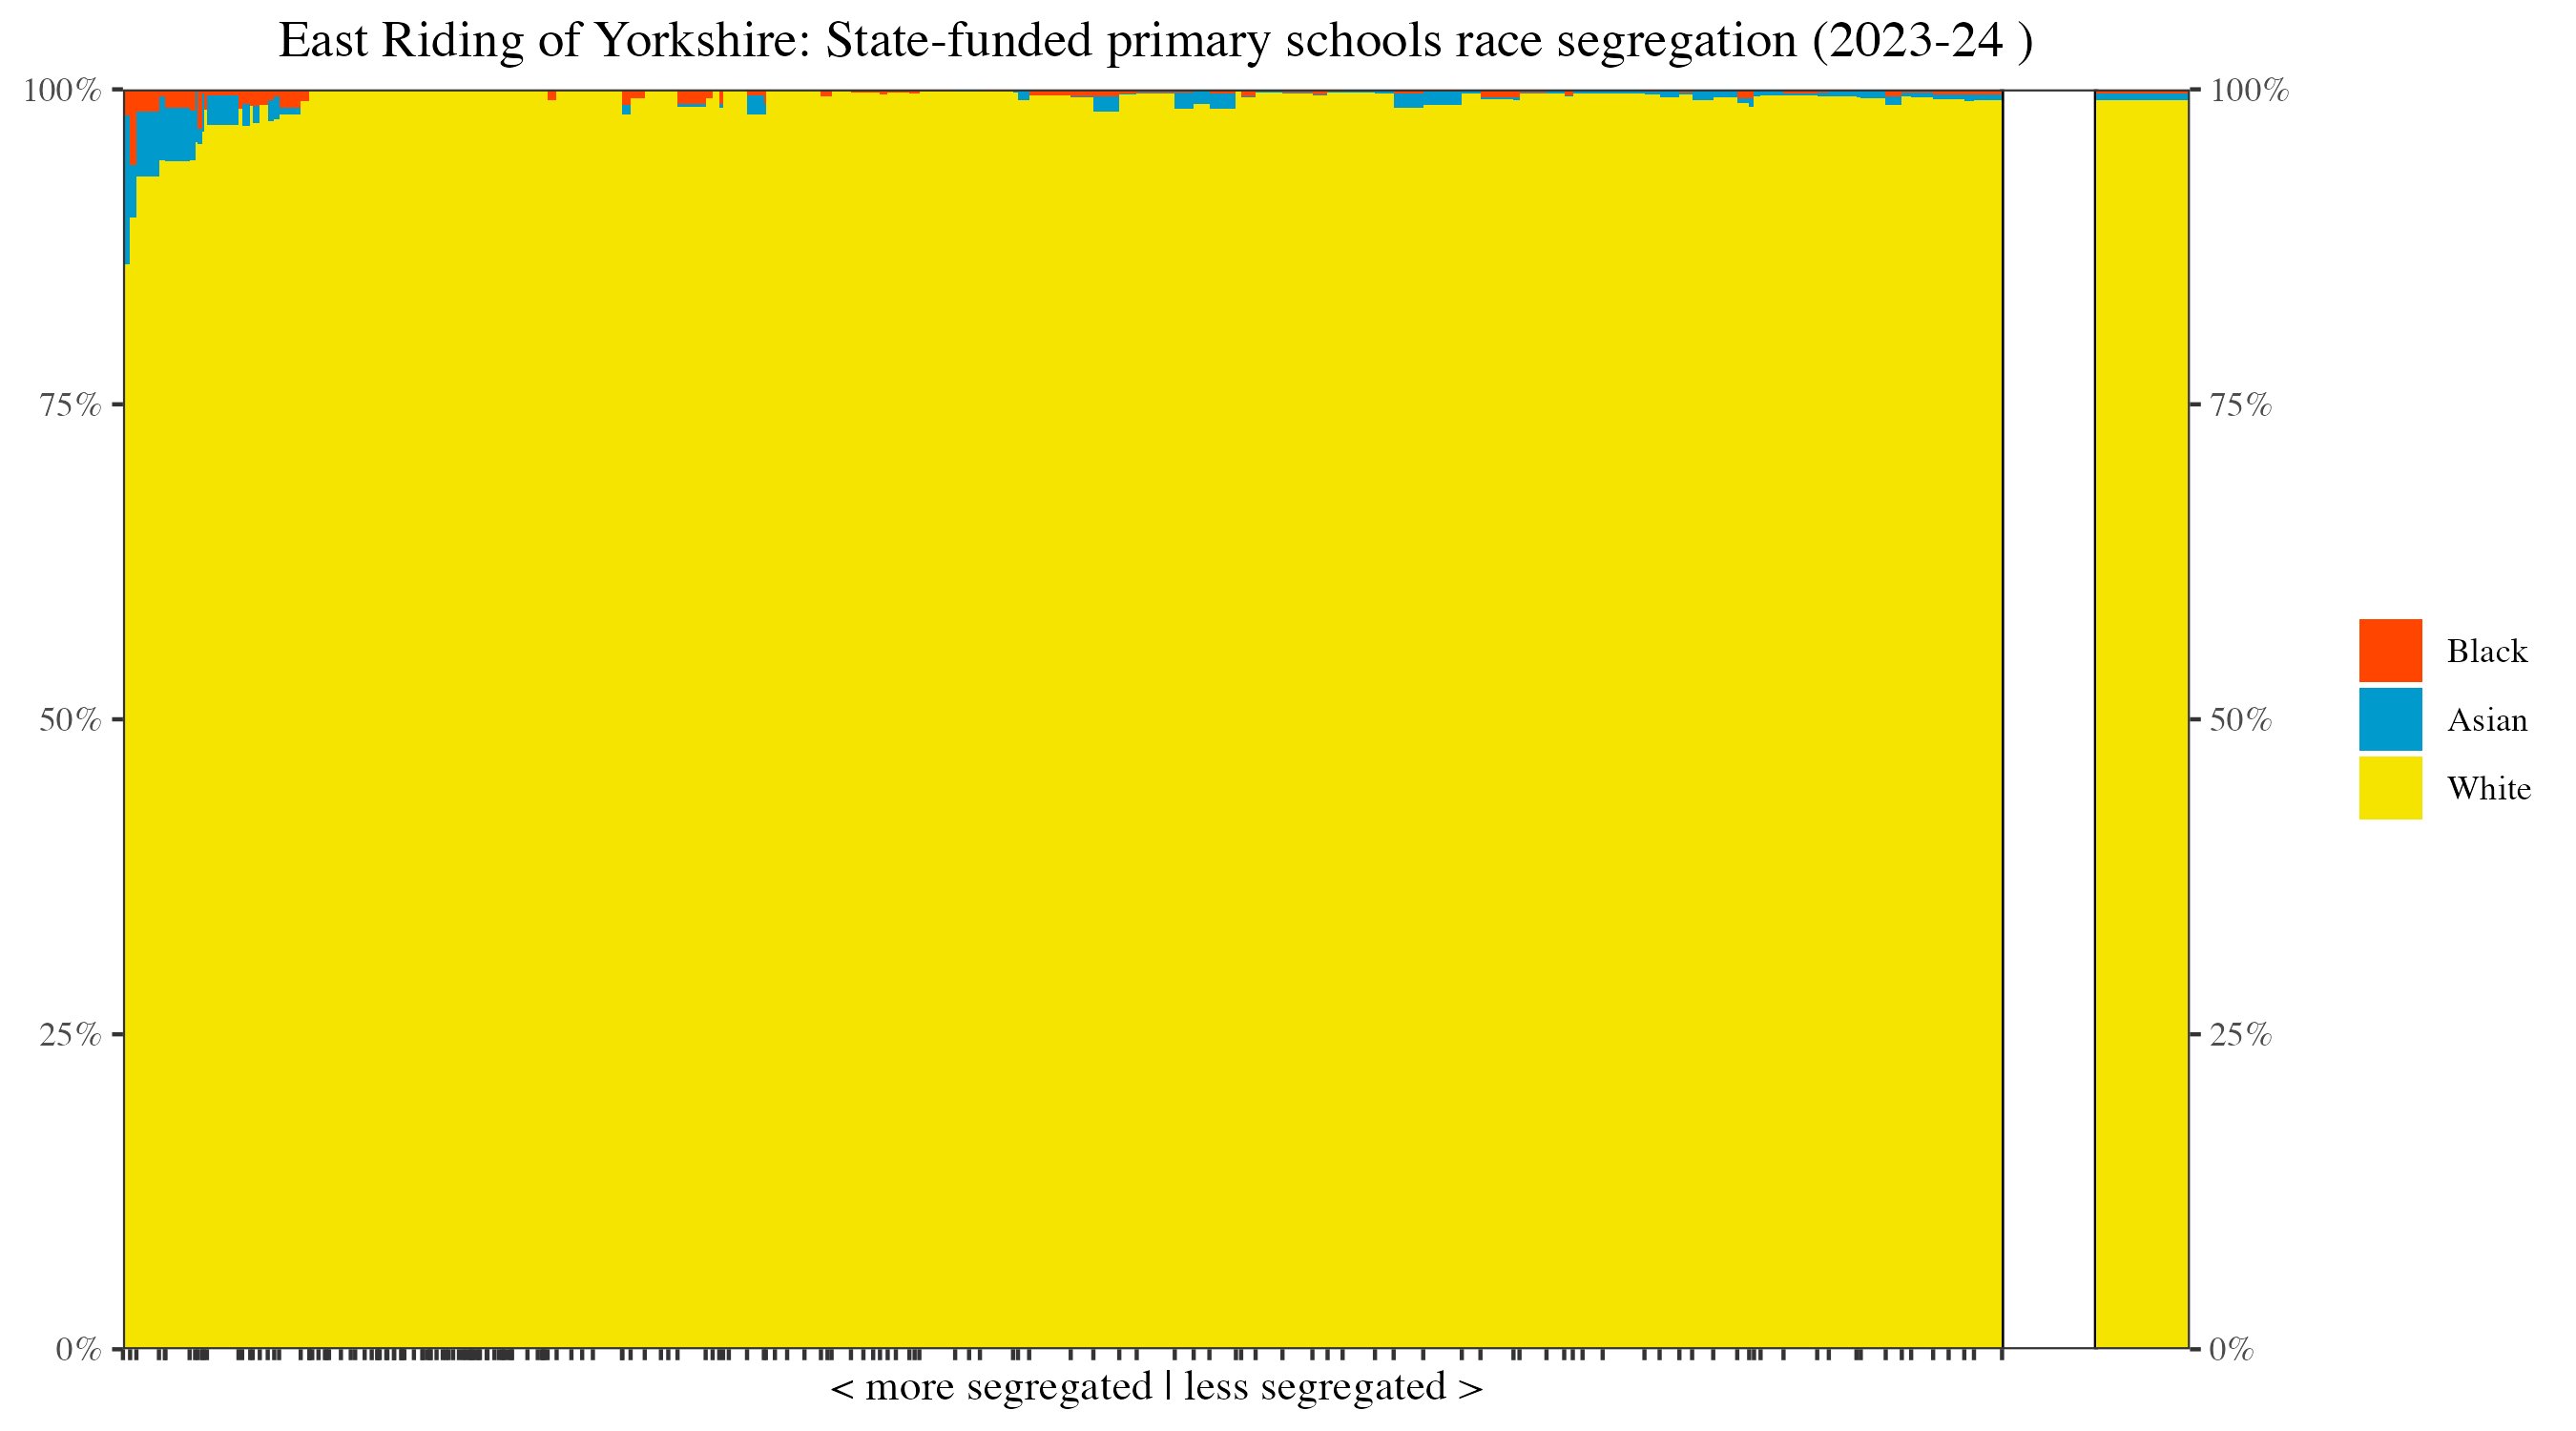 East Riding of Yorkshire: State-funded primary schools race segregation (2023-24 )
100%
75%
50%
25%
0%
100%
75%
50%
25%
0%
Black
Asian
White
< more segregated | less segregated >